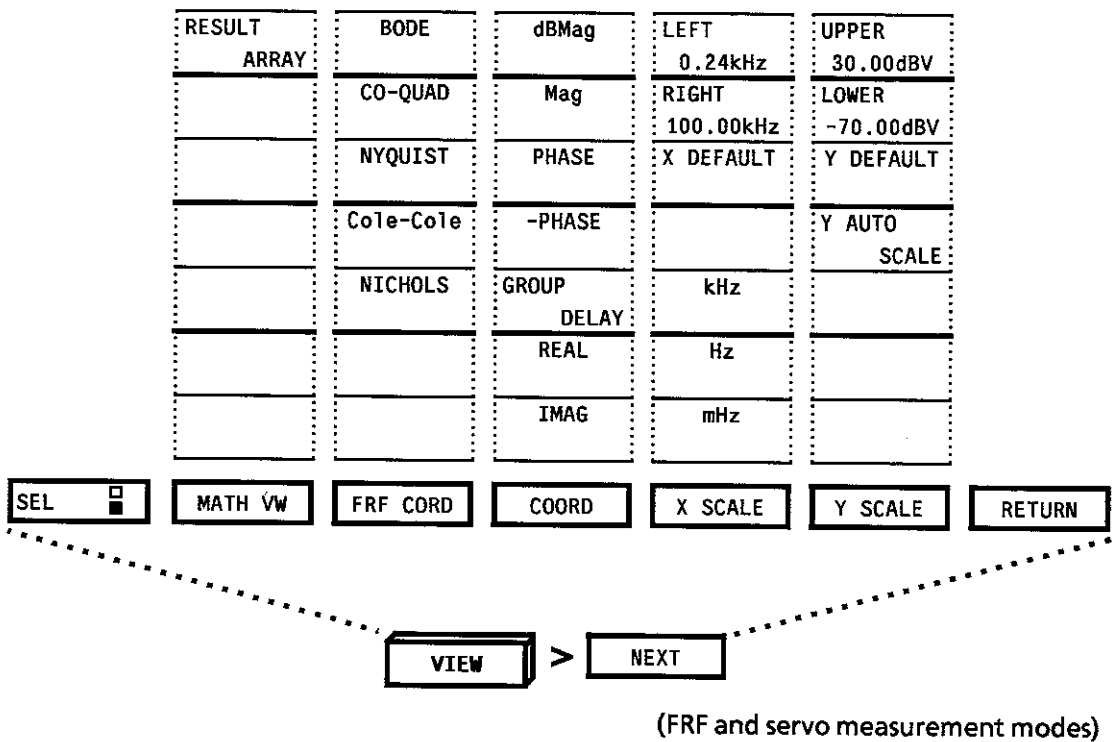 RESULT
ARRAY
BODE
CO-QUAD
NYQUIST
Cole-Cole
NICHOLS
dBMag
Mag
PHASE
-PHASE
GROUP
DELAY
REAL
IMAG
LEFT
0.24kHz
RIGHT
100.00kHz
X DEFAULT
kHz
Hz
mHz
UPPER
30.00dBV
LOWER
-70.00dBV
Y DEFAULT
Y AUTO
SCALE
SEL
MATH VW
FRF CORD
COORD
X SCALE
Y SCALE
RETURN
VIEW > NEXT
(FRF and servo measurement modes)